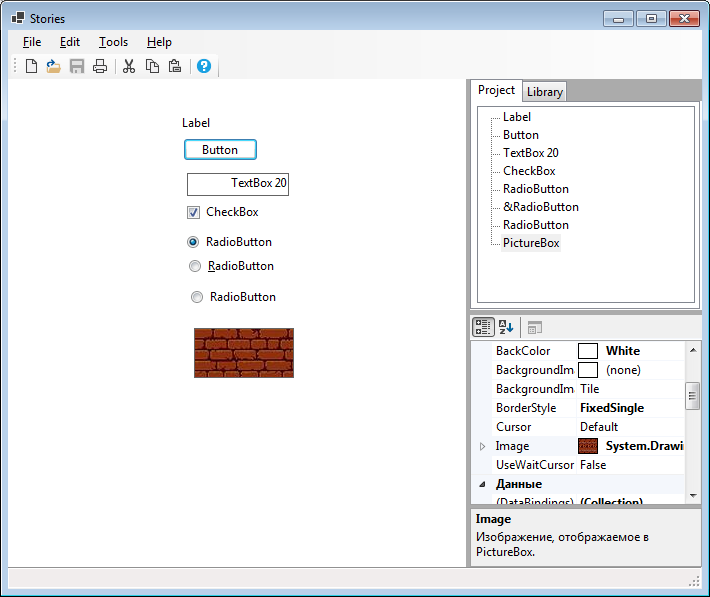 Stories
File Edit Tools Help
Label
Button
TextBox 20
CheckBox
RadioButton
RadioButton
RadioButton
Project Library
Label
Button
TextBox 20
CheckBox
RadioButton
&RadioButton
RadioButton
PictureBox
BackColor White
BackgroundIma (none)
BackgroundIma Tile
BorderStyle FixedSingle
Cursor Default
Image System.Drawi
UseWaitCursor False
Данные
(DataBindings) (Collection)
Image
Изображение, отображаемое в
PictureBox.